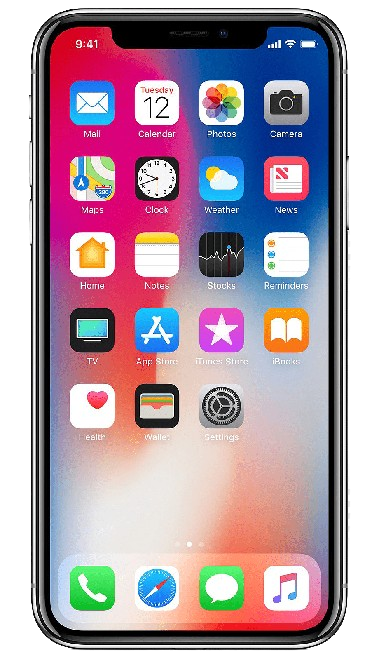 9:41
Tuesday
12
Mail
Calendar
Photos
Camera
280
Maps
Clock
Weather
News
Home
Notes
Stocks
Reminders
TV
App Store
iTunes Store
iBooks
Health
Wallet
Settings